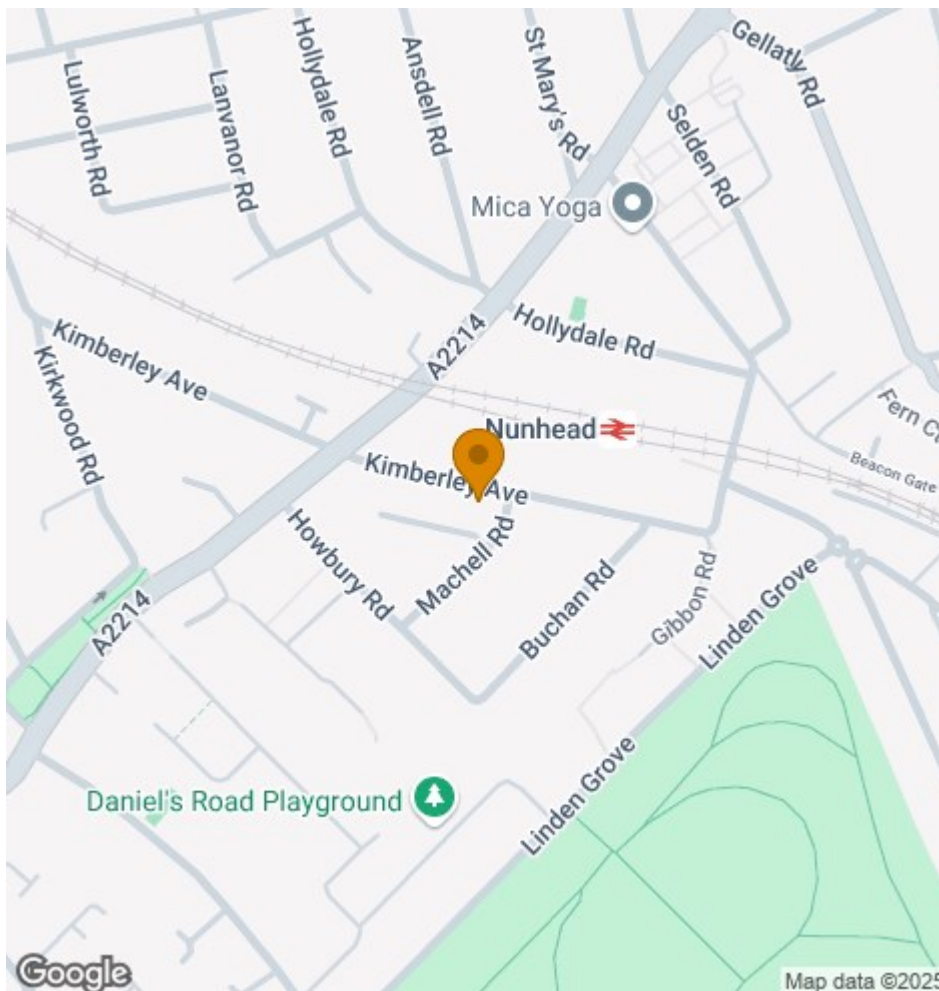 Lulworth Rd
Lanvanor Rd
Hollydale Rd
Ansdell Rd
St Mary's Rd
Gellatly Rd
Selden Rd
Mica Yoga
Kimberley Ave
Kirkwood Rd
A2214
Hollydale Rd
Nunhead
Fern
Beacon Gate
Kimberley Ave
Howbury Rd
Machell Rd
Buchan Rd
Gibbon Rd
Linden Grove
A2214
Daniel's Road Playground
Linden Grove
Google
Map data ©2025